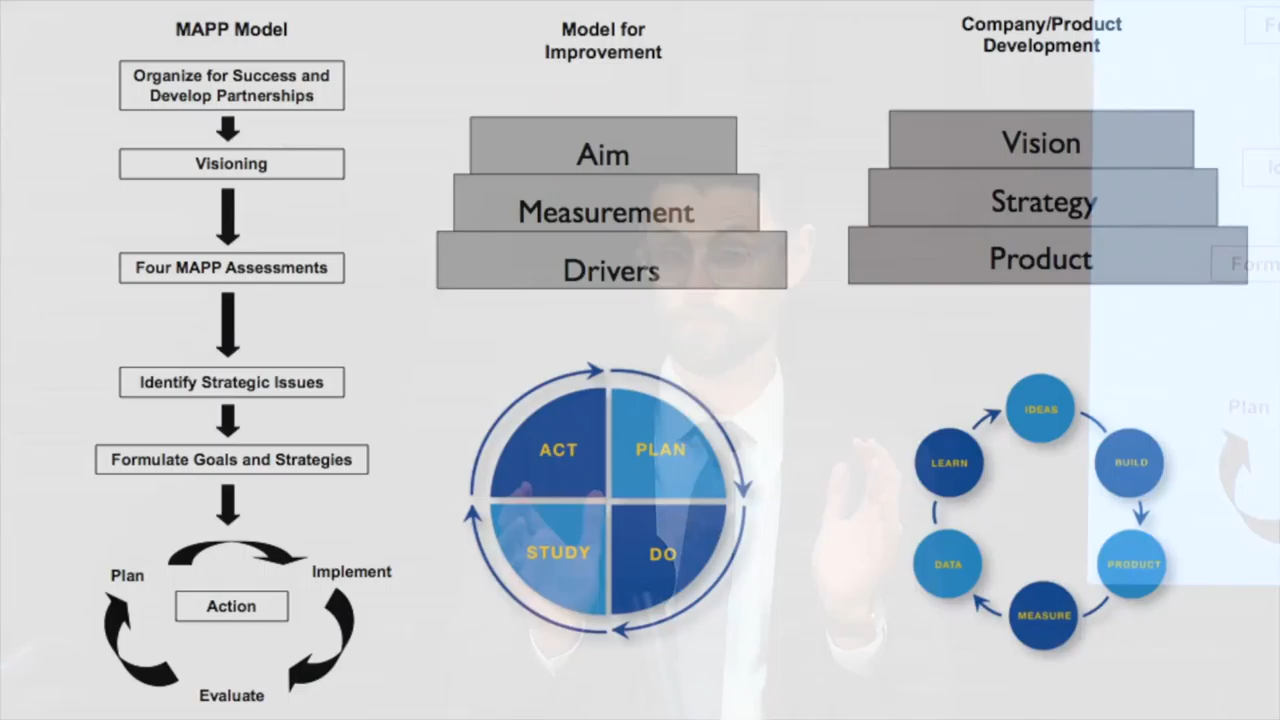 MAPP Model
Organize for Success and
Develop Partnerships
Visioning
Four MAPP Assessments
Identify Strategic Issues
Formulate Goals and Strategies
Plan
Implement
Action
Evaluate
Model for
Improvement
Aim
Measurement
Drivers
ACT
PLAN
STUDY
DO
Company/Product
Development
Vision
Strategy
Product
IDEAS
LEARN
BUILD
DATA
PRODUCT
MEASURE
Plan